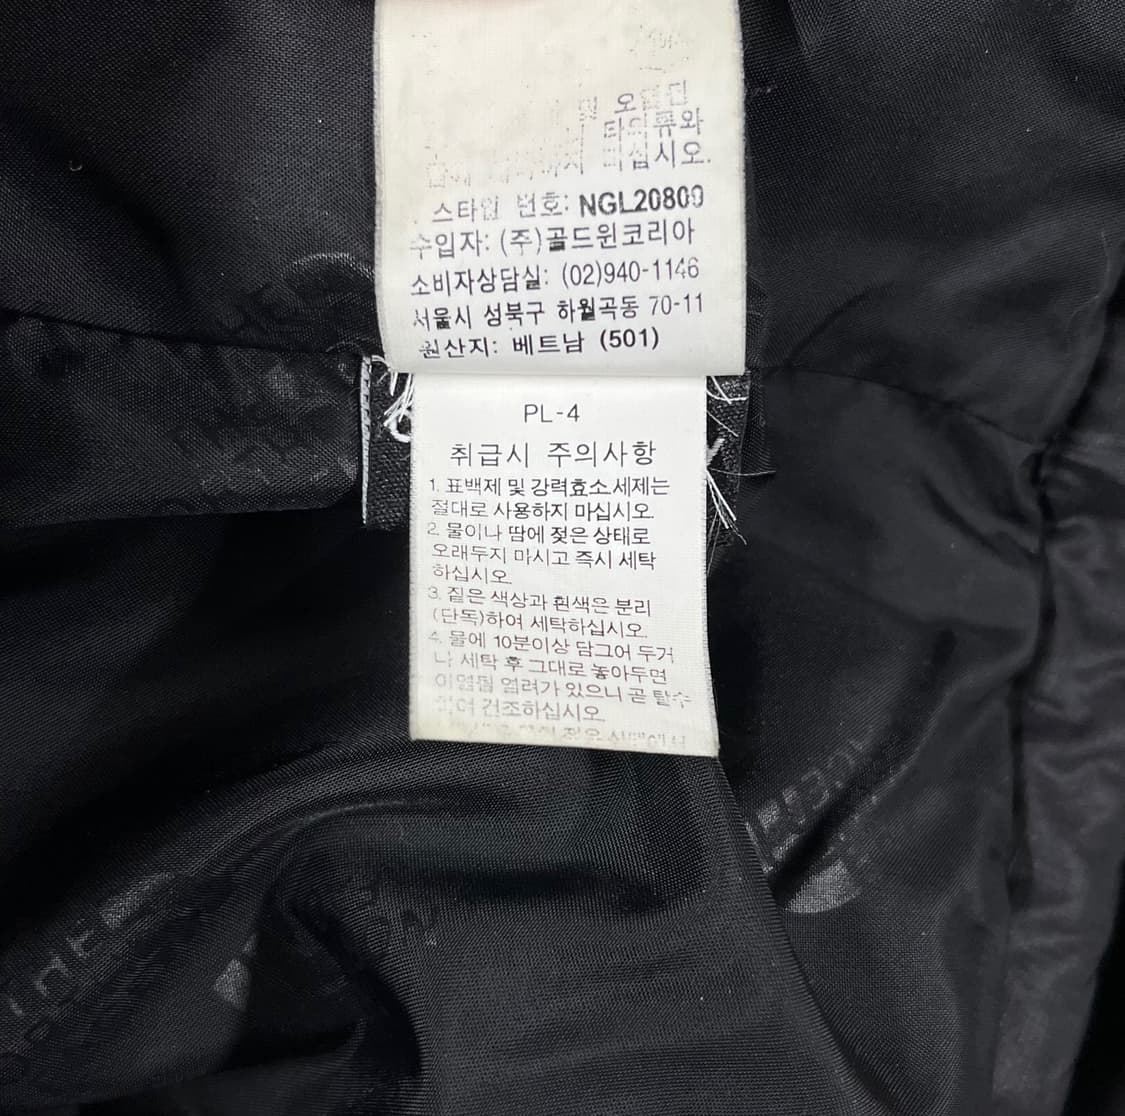 오염된
타의류와
마십시오.
스타일 번호: NGL20800
수입자: (주)골드윈코리아
소비자상담실: (02)940-1146
서울시 성북구 하월곡동 70-11
원산지: 베트남 (501)
PL-4
취급시 주의사항
1. 표백제 및 강력효소세제는
절대로 사용하지 마십시오.
2. 물이나 땀에 젖은 상태로
오래두지 마시고 즉시 세탁
하십시오.
3. 짙은 색상과 흰색은 분리
(단독)하여 세탁하십시오.
4. 물에 10분이상 담그어 두거
나 세탁 후 그대로 놓아두면
이염될 염려가 있으니 곧 탈수
하여 건조하십시오.